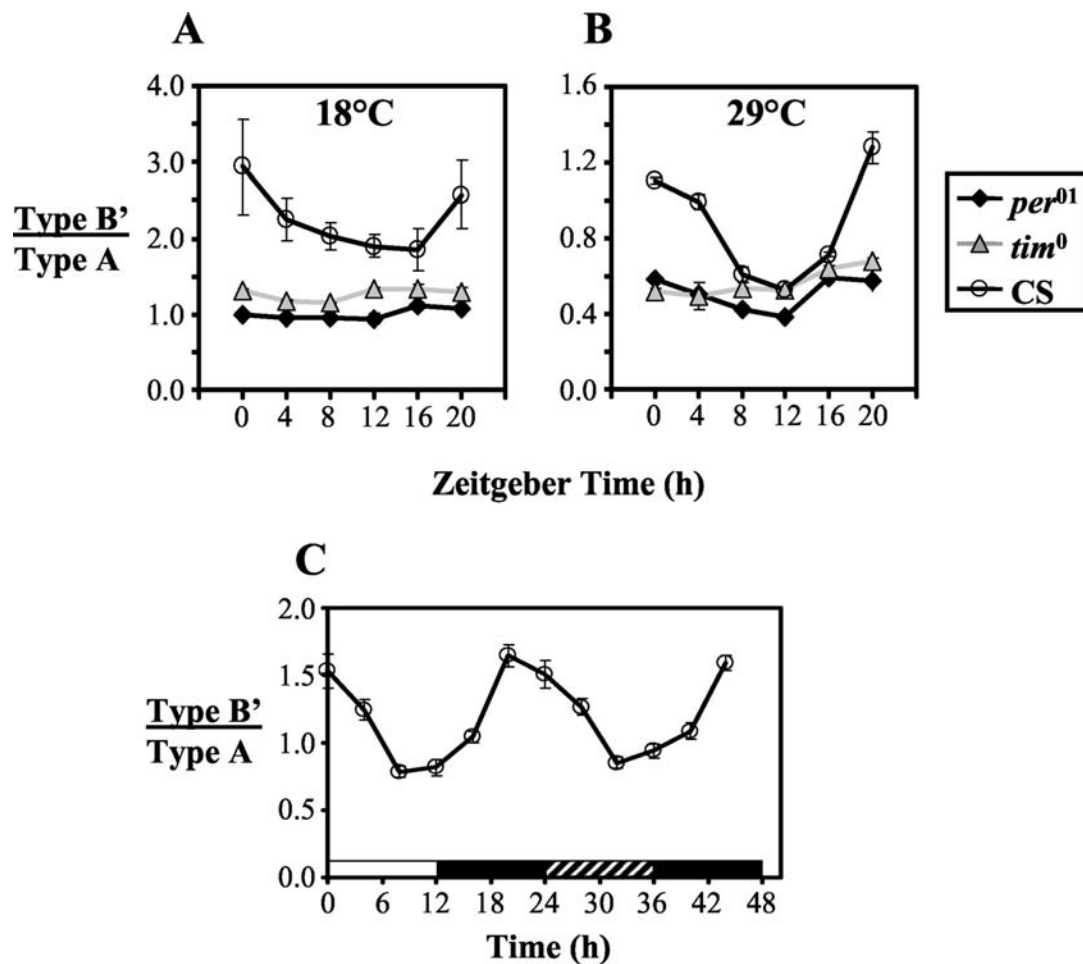 A
B
4.0
3.0
2.0
1.0
0.0
18°C
0 4 8 12 16 20
1.6
1.2
0.8
0.4
0.0
29°C
0 4 8 12 16 20
Type B'
Type A
per⁰¹
tim⁰
CS
Zeitgeber Time (h)
C
2.0
1.5
1.0
0.5
0.0
Type B'
Type A
0 6 12 18 24 30 36 42 48
Time (h)